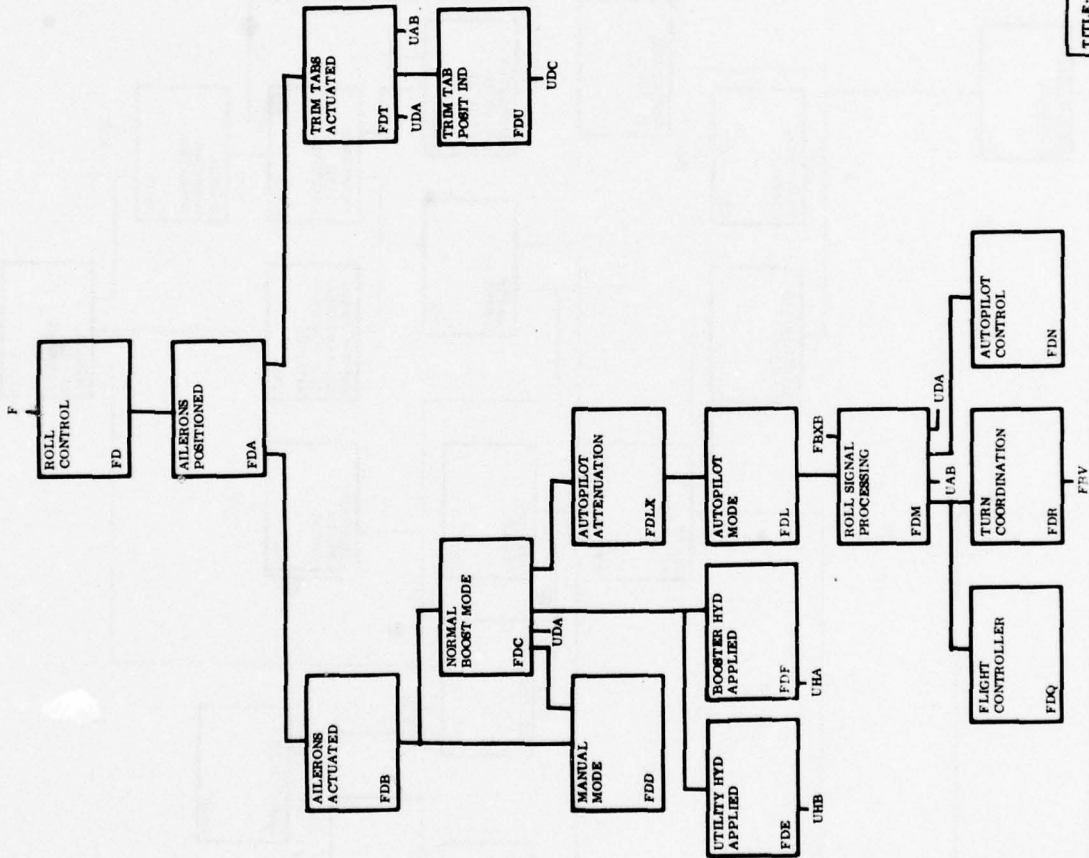 F
ROLL
CONTROL
FD
AILERONS
POSITIONED
FDA
TRIM TABS
ACTUATED
FDT
UDA
UAB
TRIM TAB
POSIT IND
FDU
UDC
AILERONS
ACTUATED
FDB
NORMAL
BOOST MODE
FDC
UDA
MANUAL
MODE
FDD
AUTOPILOT
ATTENUATION
FDLX
UTILITY HYD
APPLIED
FDE
UHB
BOOSTER HYD
APPLIED
FDF
UHA
AUTOPILOT
MODE
FDL
FBXB
ROLL SIGNAL
PROCESSING
FDM
UAB
UDA
FLIGHT
CONTROLLER
FDQ
TURN
COORDINATION
FDR
FBV
AUTOPILOT
CONTROL
FDN
TITLE